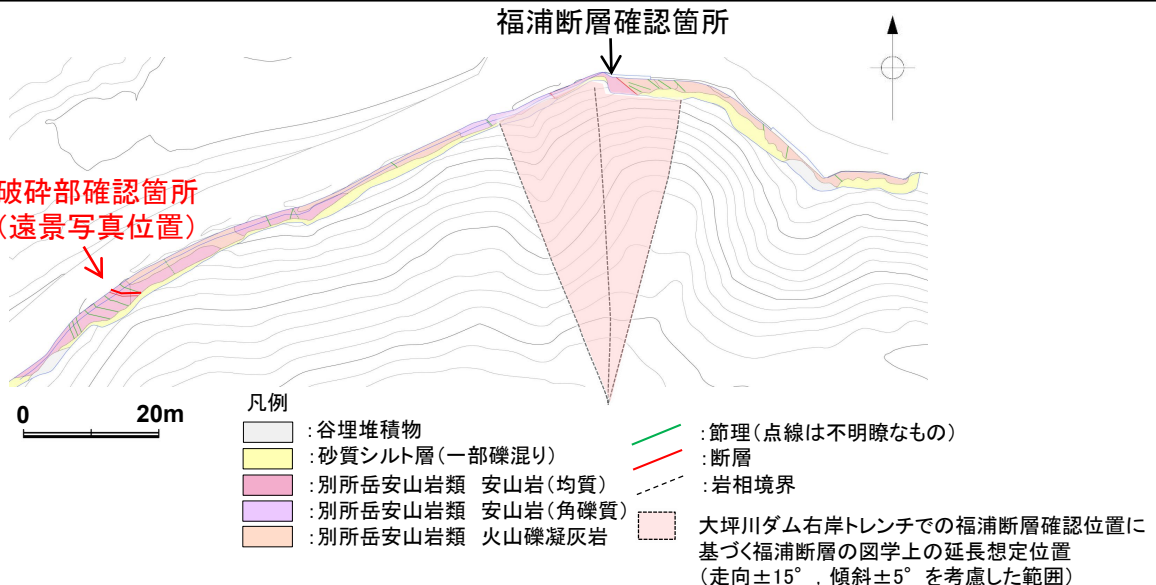 福浦断層確認箇所
破砕部確認箇所
(遠景写真位置)
0 20m
凡例
:谷埋堆積物
:砂質シルト層(一部礫混り)
:別所岳安山岩類 安山岩(均質)
:別所岳安山岩類 安山岩(角礫質)
:別所岳安山岩類 火山礫凝灰岩
:節理(点線は不明瞭なもの)
:断層
:岩相境界
大坪川ダム右岸トレンチでの福浦断層確認位置に
基づく福浦断層の図学上の延長想定位置
(走向±15°,傾斜±5°を考慮した範囲)